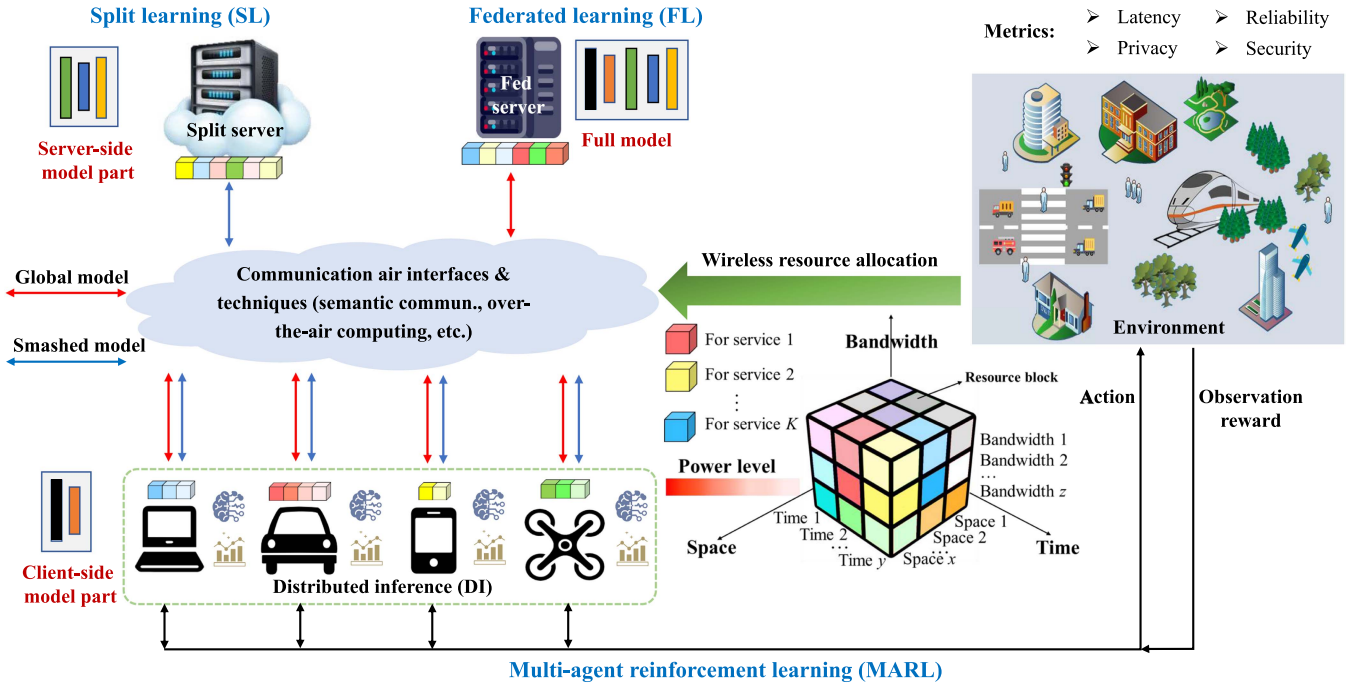 Split learning (SL)
Federated learning (FL)
Metrics:
➢ Latency
➢ Reliability
➢ Privacy
➢ Security
Split server
Fed
server
Server-side
model part
Full model
Global model
Smashed model
Communication air interfaces &
techniques (semantic commun., over-
the-air computing, etc.)
Wireless resource allocation
Environment
For service 1
For service 2
⋮
For service K
Power level
Bandwidth
Resource block
Bandwidth 1
Bandwidth 2
...
Bandwidth z
Space
Time 1
Time 2
...
Time y
Space 1
Space 2
...
Space x
Time
Action
Observation
reward
Client-side
model part
Distributed inference (DI)
Multi-agent reinforcement learning (MARL)